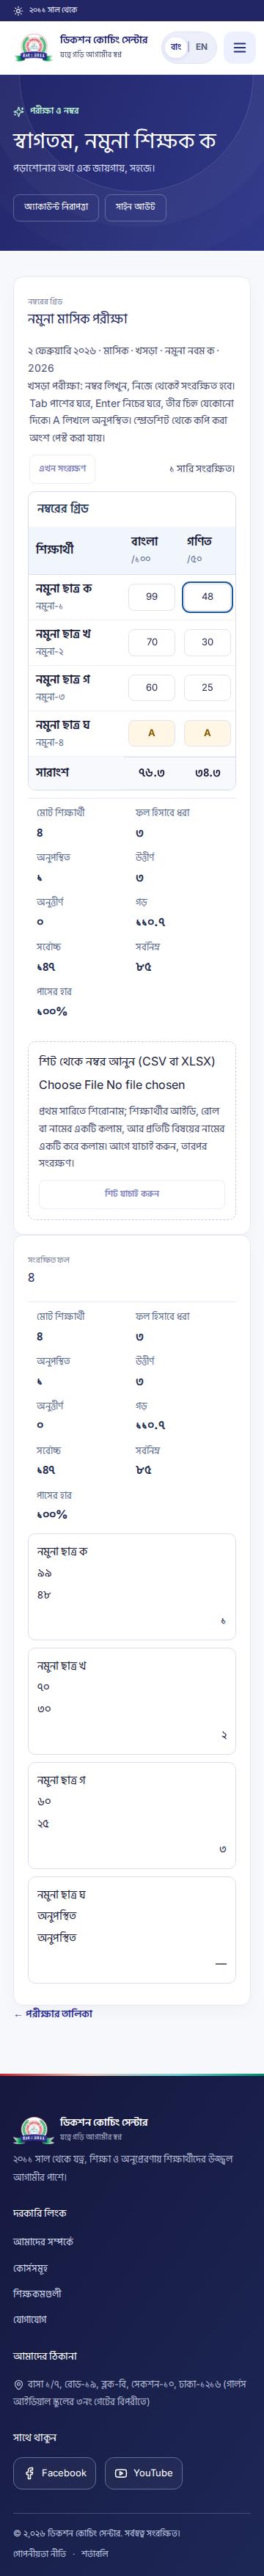 ২০১১ সাল থেকে
ডিকশন কোচিং সেন্টার
যত্নে গড়ি আগামীর স্বপ্ন
বাং | EN
পরীক্ষা ও নম্বর
স্বাগতম, নমুনা শিক্ষক ক
পড়াশোনার তথ্য এক জায়গায়, সহজে।
অ্যাকাউন্ট নিরাপত্তা
সাইন আউট
নম্বরের গ্রিড
নমুনা মাসিক পরীক্ষা
২ ফেব্রুয়ারি ২০২৬ · মাসিক · খসড়া · নমুনা নবম ক ·
2026
খসড়া পরীক্ষা: নম্বর লিখুন, নিজে থেকেই সংরক্ষিত হবে।
Tab পাশের ঘরে, Enter নিচের ঘরে, তীর চিহ্ন যেকোনো
দিকে। A লিখলে অনুপস্থিত। স্প্রেডশিট থেকে কপি করা
অংশ পেস্ট করা যায়।
এখন সংরক্ষণ
১ সারি সংরক্ষিত।
নম্বরের গ্রিড
শিক্ষার্থী বাংলা গণিত
/১০০ /৫০
নমুনা ছাত্র ক
নমুনা-১
99 48
নমুনা ছাত্র খ
নমুনা-২
70 30
নমুনা ছাত্র গ
নমুনা-৩
60 25
নমুনা ছাত্র ঘ
নমুনা-৪
A A
সারাংশ ৭৬.৩ ৩৪.৩
মোট শিক্ষার্থী ফল হিসাবে ধরা
৪ ৩
অনুপস্থিত উত্তীর্ণ
১ ৩
অনুত্তীর্ণ গড়
০ ১১০.৭
সর্বোচ্চ সর্বনিম্ন
১৪৭ ৮৫
পাসের হার
১০০%
শিট থেকে নম্বর আনুন (CSV বা XLSX)
Choose File No file chosen
প্রথম সারিতে শিরোনাম; শিক্ষার্থীর আইডি, রোল
বা নামের একটি কলাম, আর প্রতিটি বিষয়ের নামের
একটি করে কলাম। আগে যাচাই করুন, তারপর
সংরক্ষণ।
শিট যাচাই করুন
সংরক্ষিত ফল
৪
মোট শিক্ষার্থী ফল হিসাবে ধরা
৪ ৩
অনুপস্থিত উত্তীর্ণ
১ ৩
অনুত্তীর্ণ গড়
০ ১১০.৭
সর্বোচ্চ সর্বনিম্ন
১৪৭ ৮৫
পাসের হার
১০০%
নমুনা ছাত্র ক
৯৯
৪৮
১
নমুনা ছাত্র খ
৭০
৩০
২
নমুনা ছাত্র গ
৬০
২৫
৩
নমুনা ছাত্র ঘ
অনুপস্থিত
অনুপস্থিত
—
← পরীক্ষার তালিকা
ডিকশন কোচিং সেন্টার
যত্নে গড়ি আগামীর স্বপ্ন
২০১১ সাল থেকে যত্ন, শিক্ষা ও অনুপ্রেরণায় শিক্ষার্থীদের উজ্জ্বল
আগামীর পাশে।
দরকারি লিংক
আমাদের সম্পর্কে
কোর্সসমূহ
শিক্ষকমণ্ডলী
যোগাযোগ
আমাদের ঠিকানা
বাসা ১/৭, রোড-১৯, ব্লক-বি, সেকশন-১০, ঢাকা-১২১৬ (গার্লস
আইডিয়াল স্কুলের ৩নং গেটের বিপরীতে)
সাথে থাকুন
Facebook
YouTube
© ২,০২৬ ডিকশন কোচিং সেন্টার. সর্বস্বত্ব সংরক্ষিত।
গোপনীয়তা নীতি · শর্তাবলি